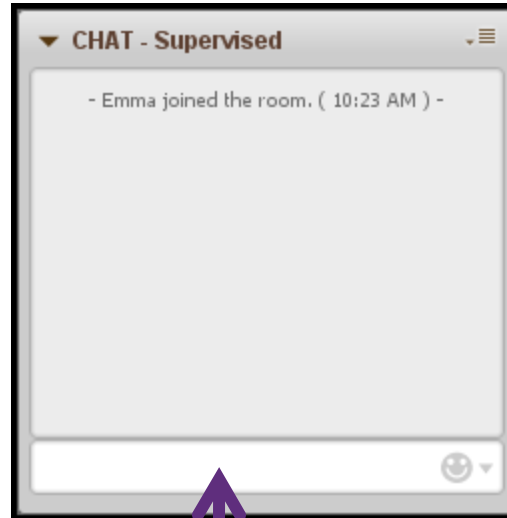 CHAT - Supervised
- Emma joined the room. ( 10:23 AM ) -